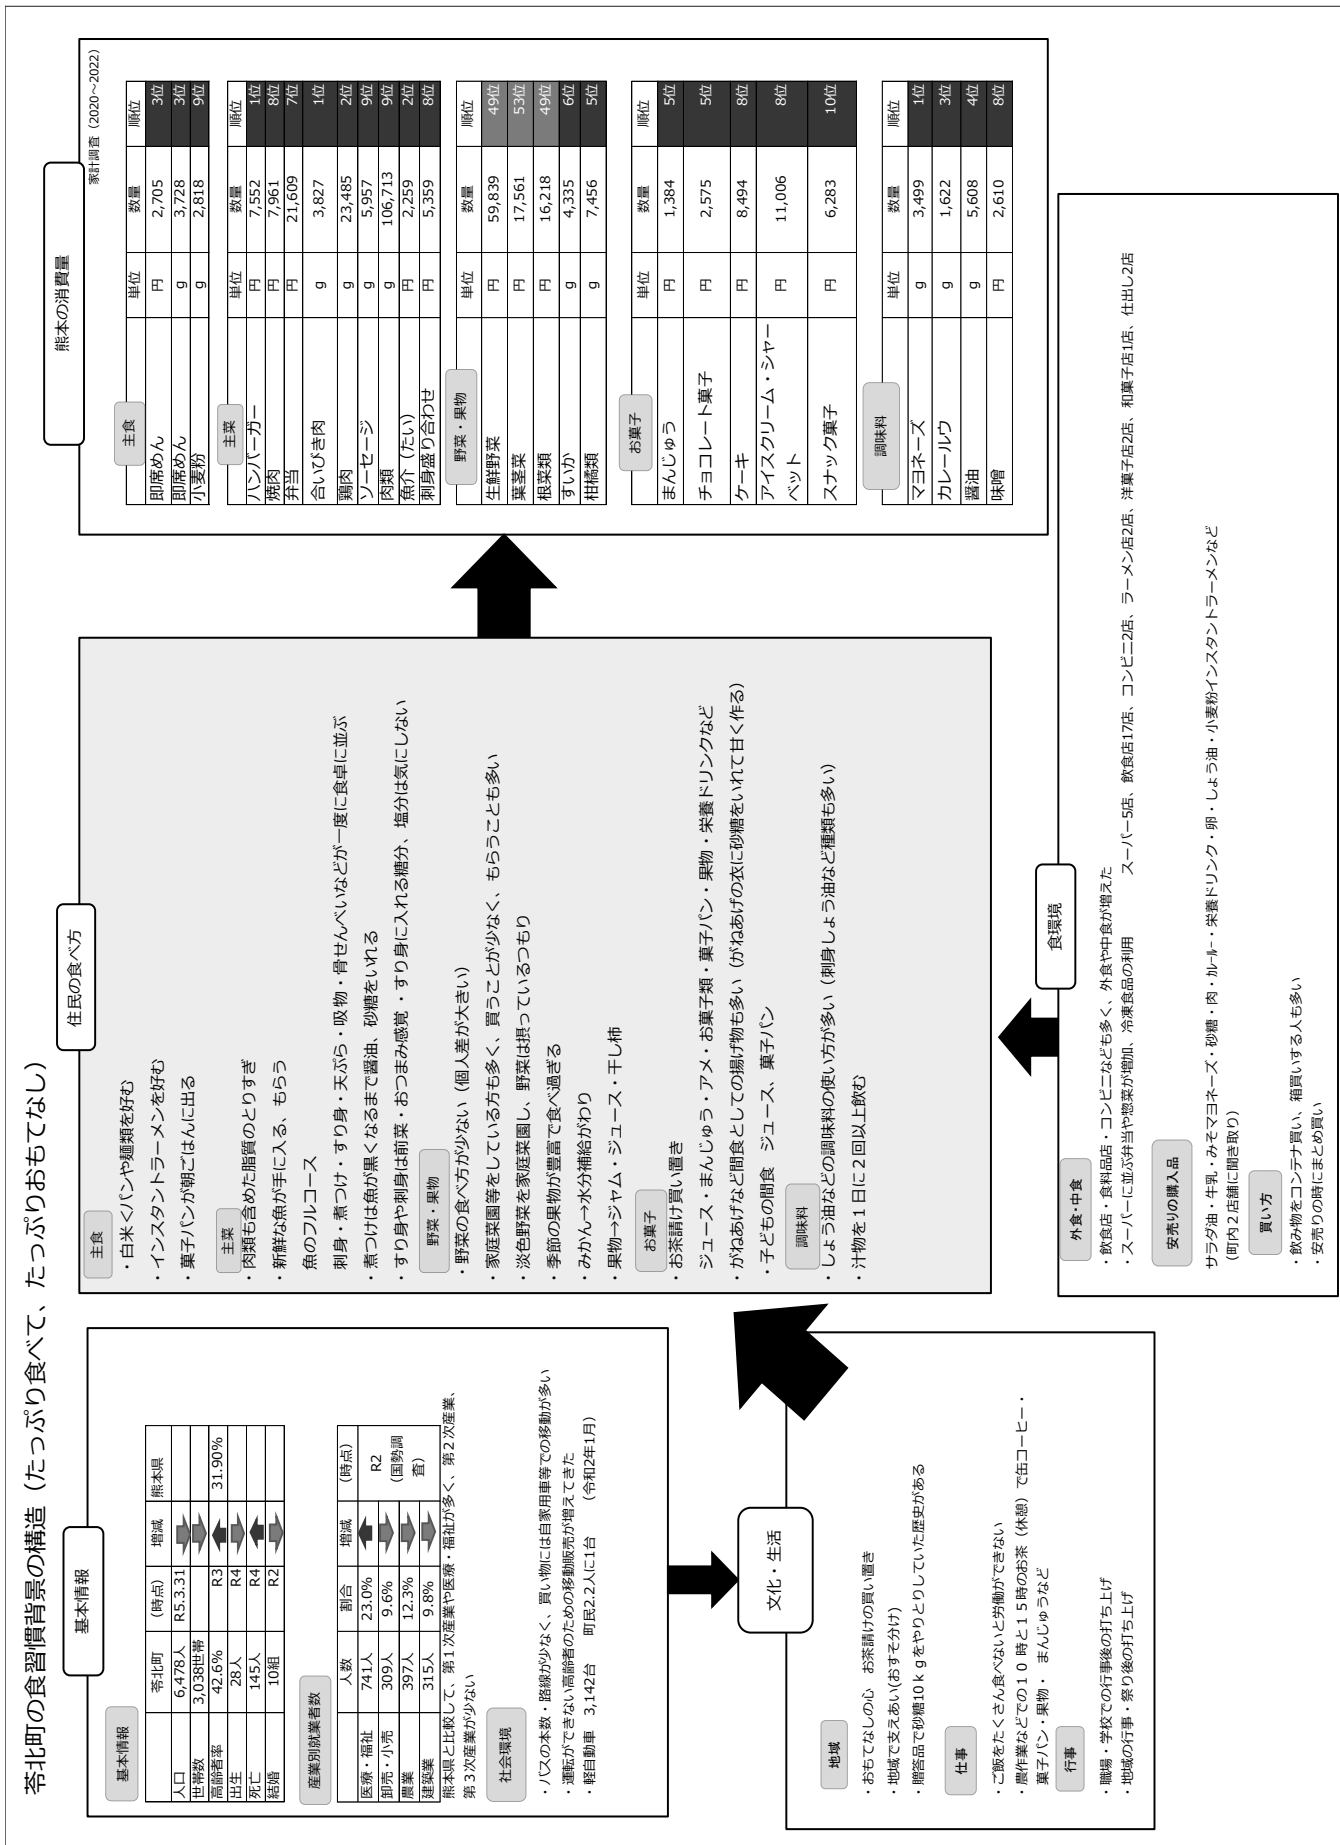 苓北町の食習慣背景の構造（たっぷり食べて、たっぷりおもてなし）
基本情報
基本情報
苓北町 (時点) 増減 熊本県
人口 6,478人 R5.3.31
世帯数 3,038世帯
高齢者率 42.6% R3 31.90%
出生 28人 R4
死亡 145人 R4
結婚 10組 R2
産業別就業者数
人数 割合 増減 (時点)
医療・福祉 741人 23.0% R2
卸売・小売 309人 9.6% (国勢調
農業 397人 12.3% 査)
建築業 315人 9.8%
熊本県と比較して、第１次産業や医療・福祉が多く、第２次産業、
第３次産業が少ない
社会環境
・バスの本数・路線が少なく、買い物には自家用車等での移動が多い
・運転ができない高齢者のための移動販売が増えてきた
・軽自動車 3,142台 町民2.2人に1台 （令和2年1月）
文化・生活
地域
・おもてなしの心 お茶請けの買い置き
・地域で支えあい(おすそ分け)
・贈答品で砂糖10ｋｇをやりとりしていた歴史がある
仕事
・ご飯をたくさん食べないと労働ができない
・農作業などでの１０時と１５時のお茶（休憩）で缶コーヒー・
菓子パン・果物・ まんじゅうなど
行事
・職場・学校での行事後の打ち上げ
・地域の行事・祭り後の打ち上げ
住民の食べ方
主食
・白米＜パンや麺類を好む
・インスタントラーメンを好む
・菓子パンが朝ごはんに出る
主菜
・肉類も含めた脂質のとりすぎ
・新鮮な魚が手に入る、もらう
魚のフルコース
刺身・煮つけ・すり身・天ぷら・吸物・骨せんべいなどが一度に食卓に並ぶ
・煮つけは魚が黒くなるまで醤油、砂糖をいれる
・すり身や刺身は前菜・おつまみ感覚・すり身に入れる糖分、塩分は気にしない
野菜・果物
・野菜の食べ方が少ない（個人差が大きい）
・家庭菜園等をしている方も多く、買うことが少なく、もらうことも多い
・淡色野菜を家庭菜園し、野菜は摂っているつもり
・季節の果物が豊富で食べ過ぎる
・みかん→水分補給がわり
・果物→ジャム・ジュース・干し柿
お菓子
・お茶請け買い置き
ジュース・まんじゅう・アメ・お菓子類・菓子パン・果物・栄養ドリンクなど
・がねあげなど間食としての揚げ物も多い（がねあげの衣に砂糖をいれて甘く作る）
・子どもの間食 ジュース、菓子パン
調味料
・しょう油などの調味料の使い方が多い（刺身しょう油など種類も多い）
・汁物を１日に２回以上飲む
食環境
外食・中食
・飲食店・食料品店・コンビニなども多く、外食や中食が増えた
・スーパーに並ぶ弁当や惣菜が増加、冷凍食品の利用 スーパー5店、飲食店17店、コンビニ2店、ラーメン店2店、洋菓子店2店、和菓子店1店、仕出し2店
安売りの購入品
サラダ油・牛乳・みそマヨネーズ・砂糖・肉・ｶﾚｰﾙｰ・栄養ドリンク・卵・しょう油・小麦粉インスタントラーメンなど
（町内２店舗に聞き取り）
買い方
・飲み物をコンテナ買い、箱買いする人も多い
・安売りの時にまとめ買い
熊本の消費量
家計調査（2020～2022）
主食 単位 数量 順位
即席めん 円 2,705 3位
即席めん g 3,728 3位
小麦粉 g 2,818 9位
主菜 単位 数量 順位
ハンバーガー 円 7,552 1位
焼肉 円 7,961 8位
弁当 円 21,609 7位
合いびき肉 g 3,827 1位
鶏肉 g 23,485 2位
ソーセージ g 5,957 9位
肉類 g 106,713 9位
魚介（たい） 円 2,259 2位
刺身盛り合わせ 円 5,359 8位
野菜・果物 単位 数量 順位
生鮮野菜 円 59,839 49位
葉茎菜 円 17,561 53位
根菜類 円 16,218 49位
すいか g 4,335 6位
柑橘類 g 7,456 5位
お菓子 単位 数量 順位
まんじゅう 円 1,384 5位
チョコレート菓子 円 2,575 5位
ケーキ 円 8,494 8位
アイスクリーム・シャー
ベット 円 11,006 8位
スナック菓子 円 6,283 10位
調味料 単位 数量 順位
マヨネーズ g 3,499 1位
カレールウ g 1,622 3位
醤油 g 5,608 4位
味噌 円 2,610 8位